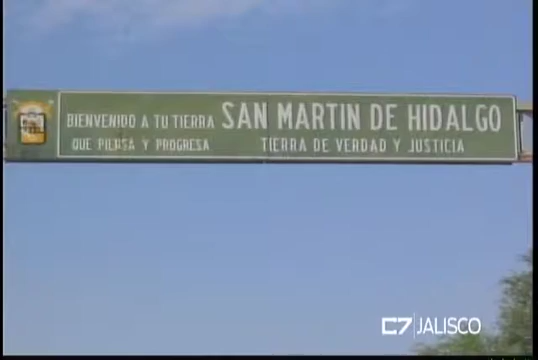 BIENVENIDO A TU TIERRA SAN MARTIN DE HIDALGO
QUE PIENSA Y PROGRESA TIERRA DE VERDAD Y JUSTICIA
C7 JALISCO